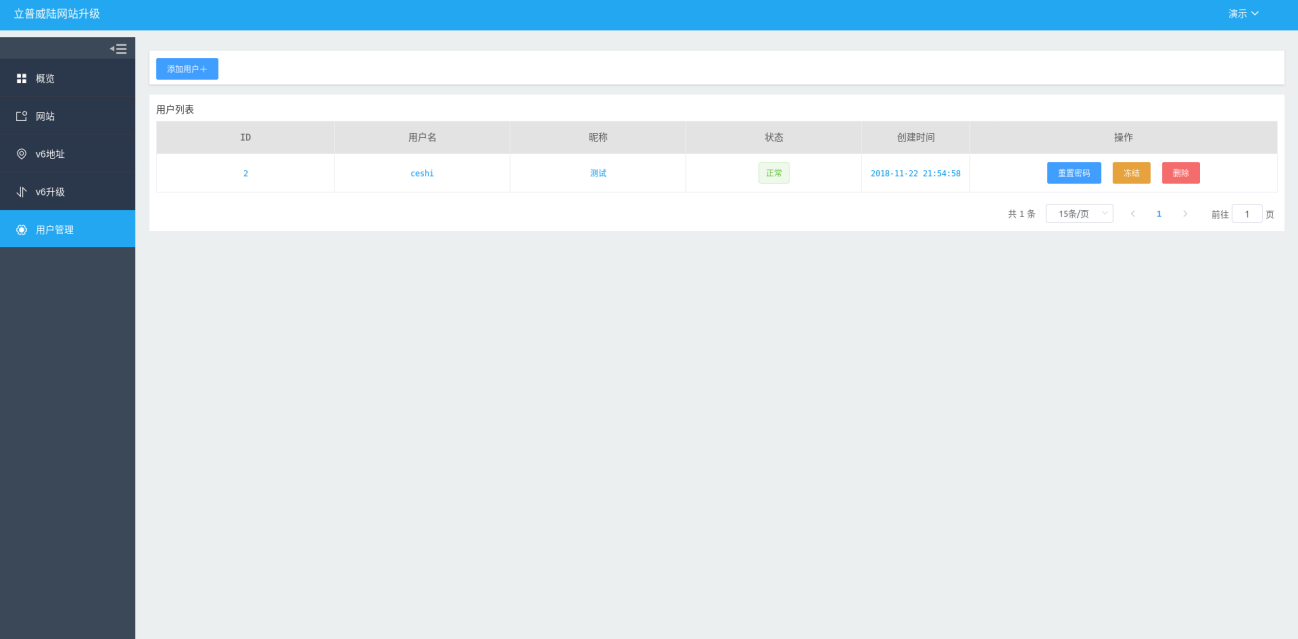 立普威陆网站升级
演示
概览
网站
v6地址
v6升级
用户管理
添加用户+
用户列表
ID 用户名 昵称 状态 创建时间 操作
2 ceshi 测试 正常 2018-11-22 21:54:58 重置密码 冻结 删除
共 1 条 15条/页 1 前往 1 页